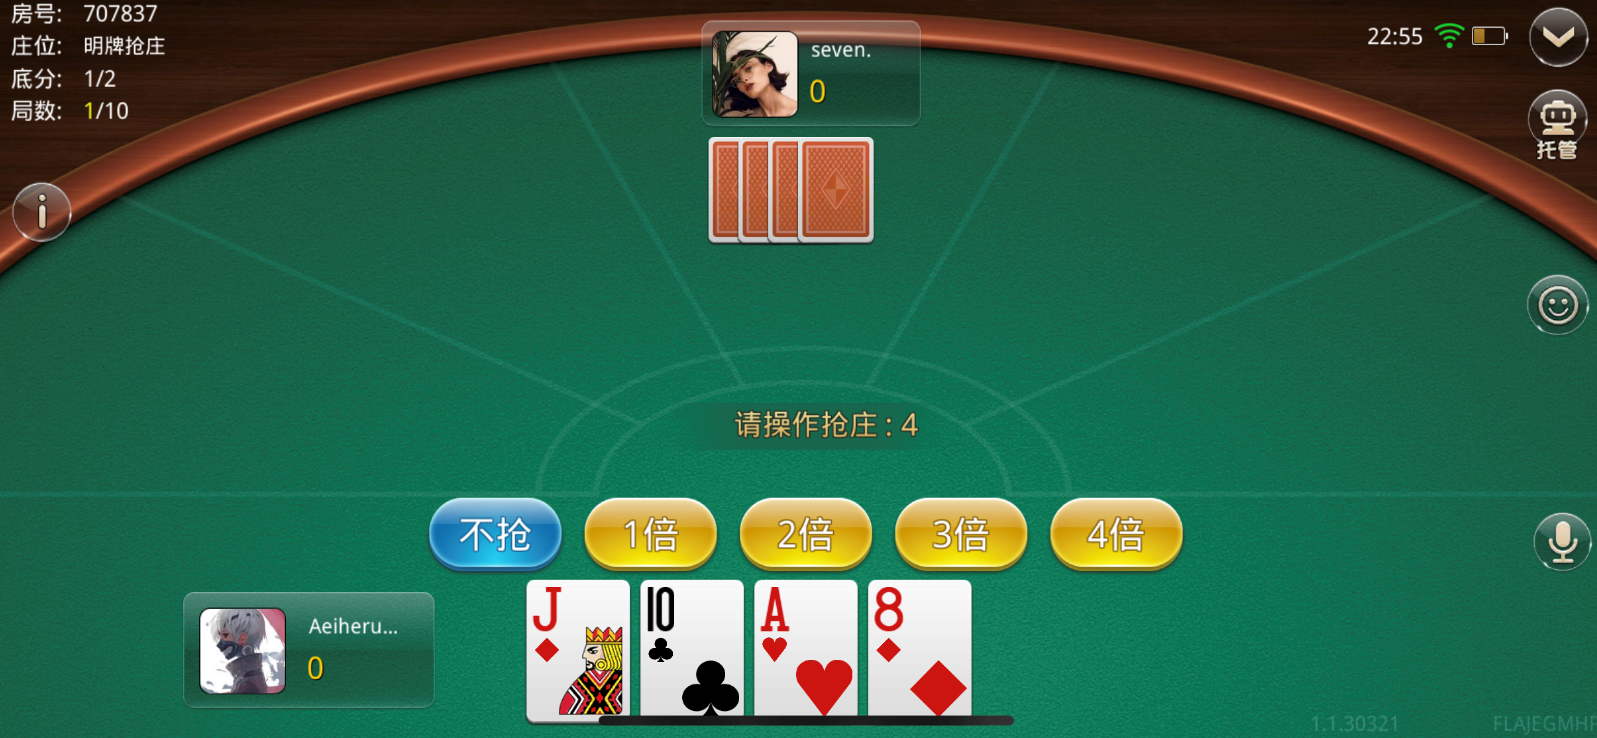 房号: 707837
庄位: 明牌抢庄
底分: 1/2
局数: 1/10
seven.
0
22:55
托管
请操作抢庄 : 4
不抢
1倍
2倍
3倍
4倍
Aeiheru...
0
J
10
A
8
1.1.30321
FLAJEGMHF